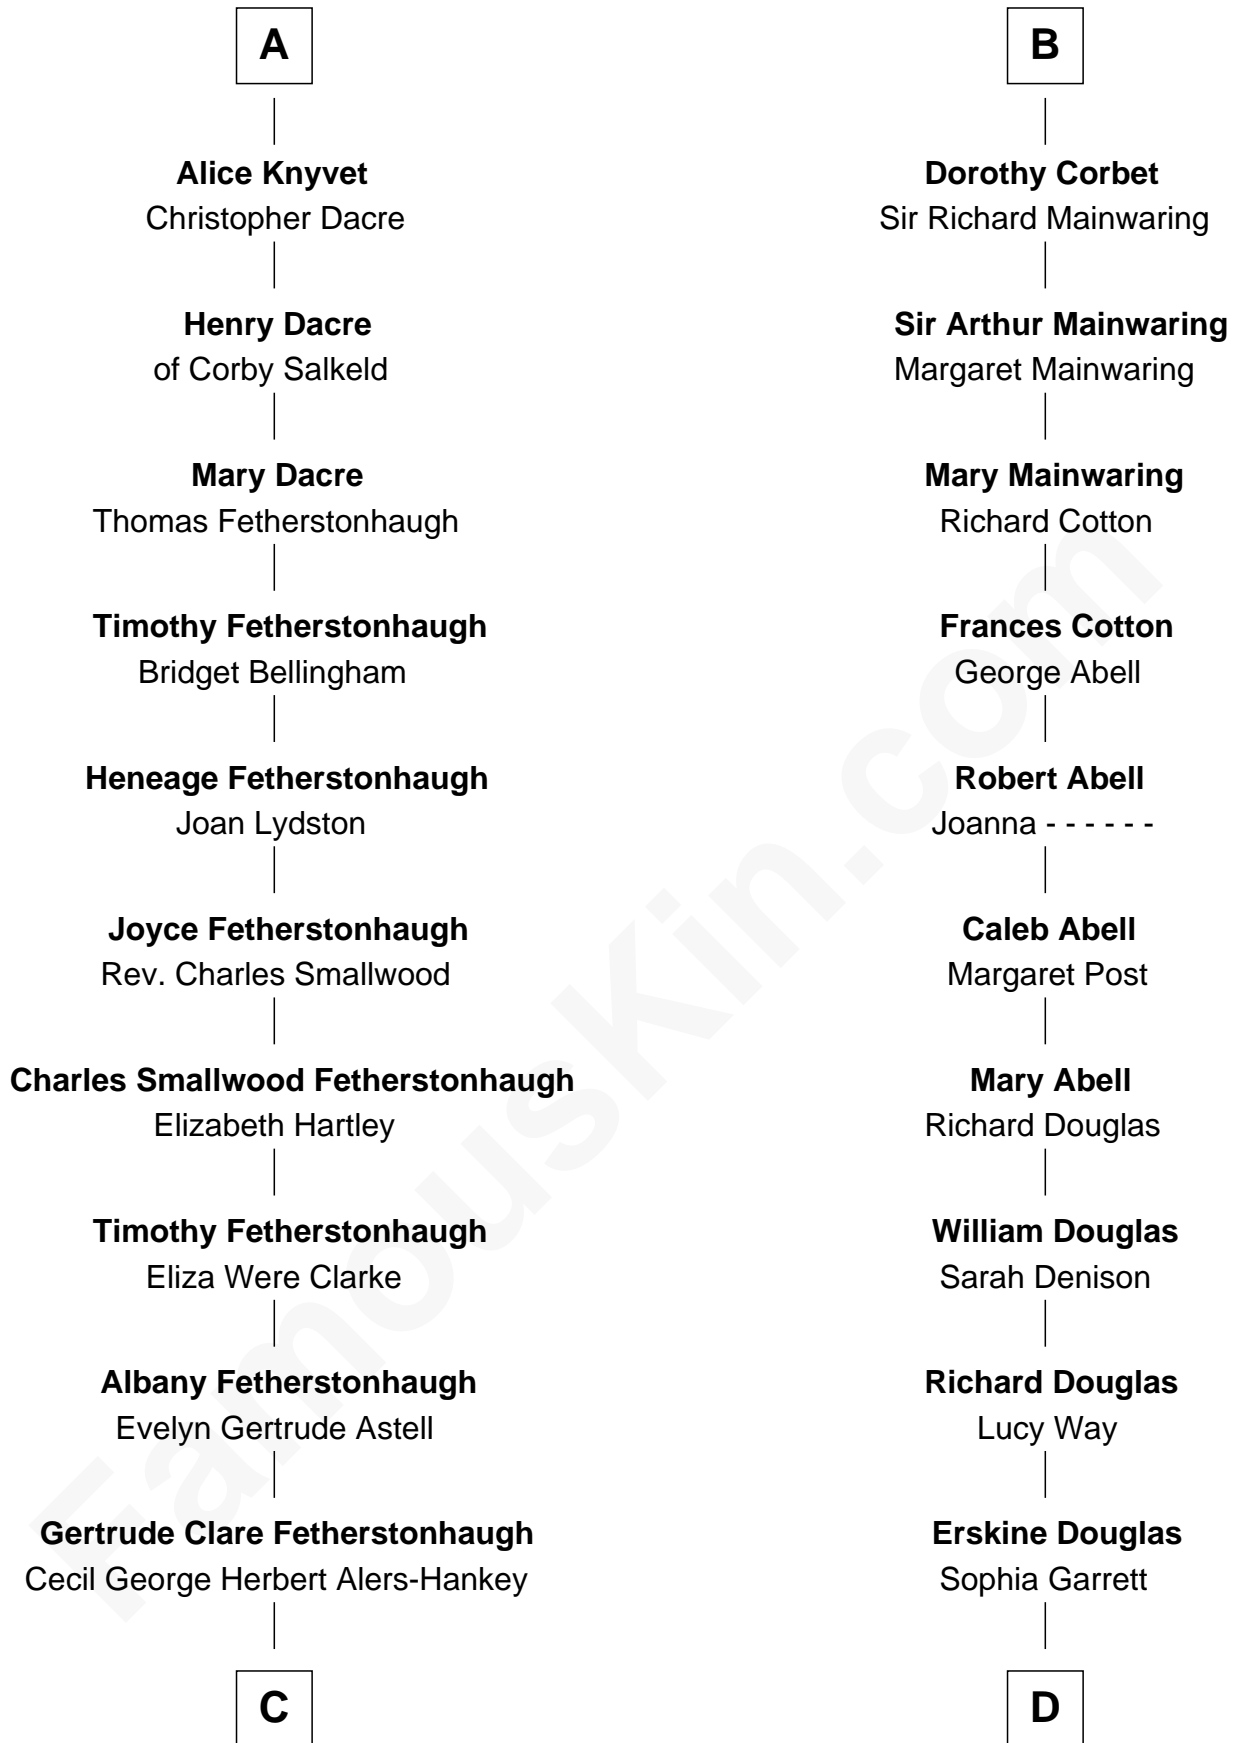 A
Alice Knyvet
Christopher Dacre
Henry Dacre
of Corby Salkeld
Mary Dacre
Thomas Fetherstonhaugh
Timothy Fetherstonhaugh
Bridget Bellingham
Heneage Fetherstonhaugh
Joan Lydston
Joyce Fetherstonhaugh
Rev. Charles Smallwood
Charles Smallwood Fetherstonhaugh
Elizabeth Hartley
Timothy Fetherstonhaugh
Eliza Were Clarke
Albany Fetherstonhaugh
Evelyn Gertrude Astell
Gertrude Clare Fetherstonhaugh
Cecil George Herbert Alers-Hankey
C
B
Dorothy Corbet
Sir Richard Mainwaring
Sir Arthur Mainwaring
Margaret Mainwaring
Mary Mainwaring
Richard Cotton
Frances Cotton
George Abell
Robert Abell
Joanna - - - - - -
Caleb Abell
Margaret Post
Mary Abell
Richard Douglas
William Douglas
Sarah Denison
Richard Douglas
Lucy Way
Erskine Douglas
Sophia Garrett
D
FamousKin.com